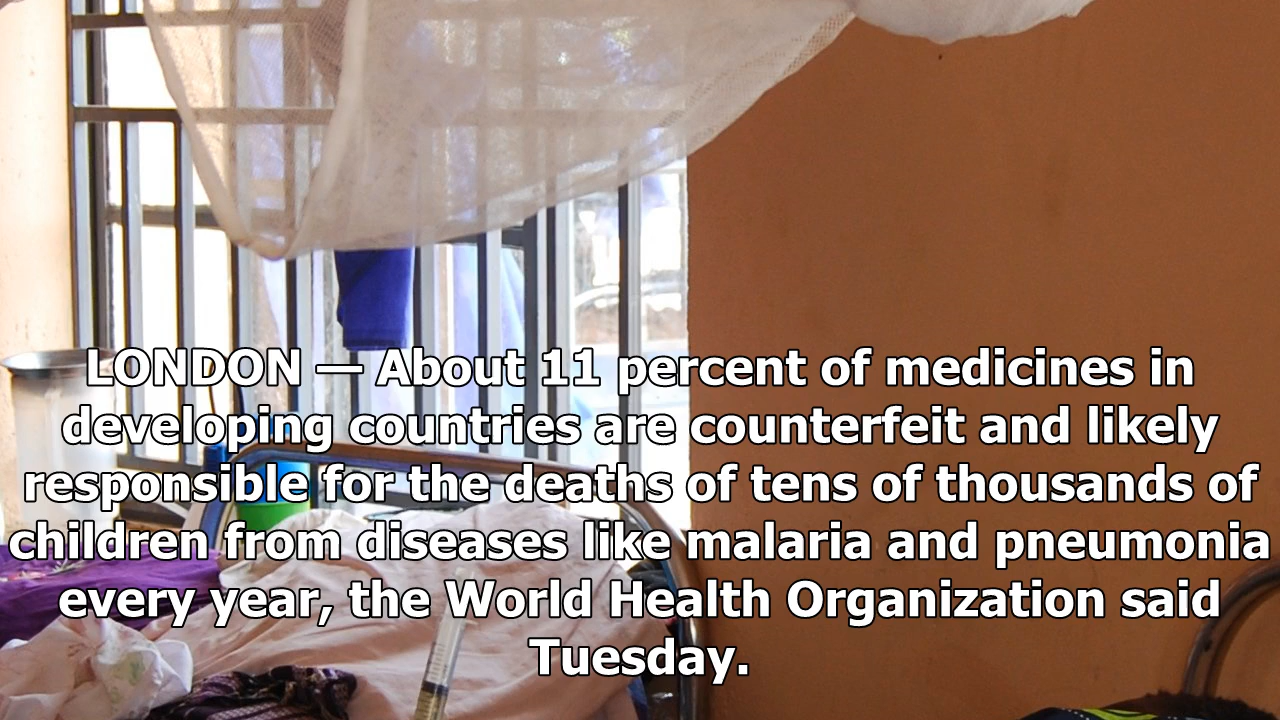 LONDON — About 11 percent of medicines in
developing countries are counterfeit and likely
responsible for the deaths of tens of thousands of
children from diseases like malaria and pneumonia
every year, the World Health Organization said
Tuesday.